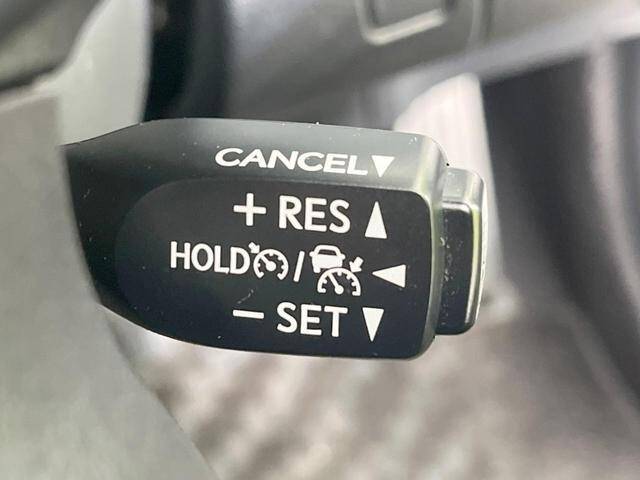 CANCEL▼
+ RES ▲
HOLD / ◀
− SET ▼